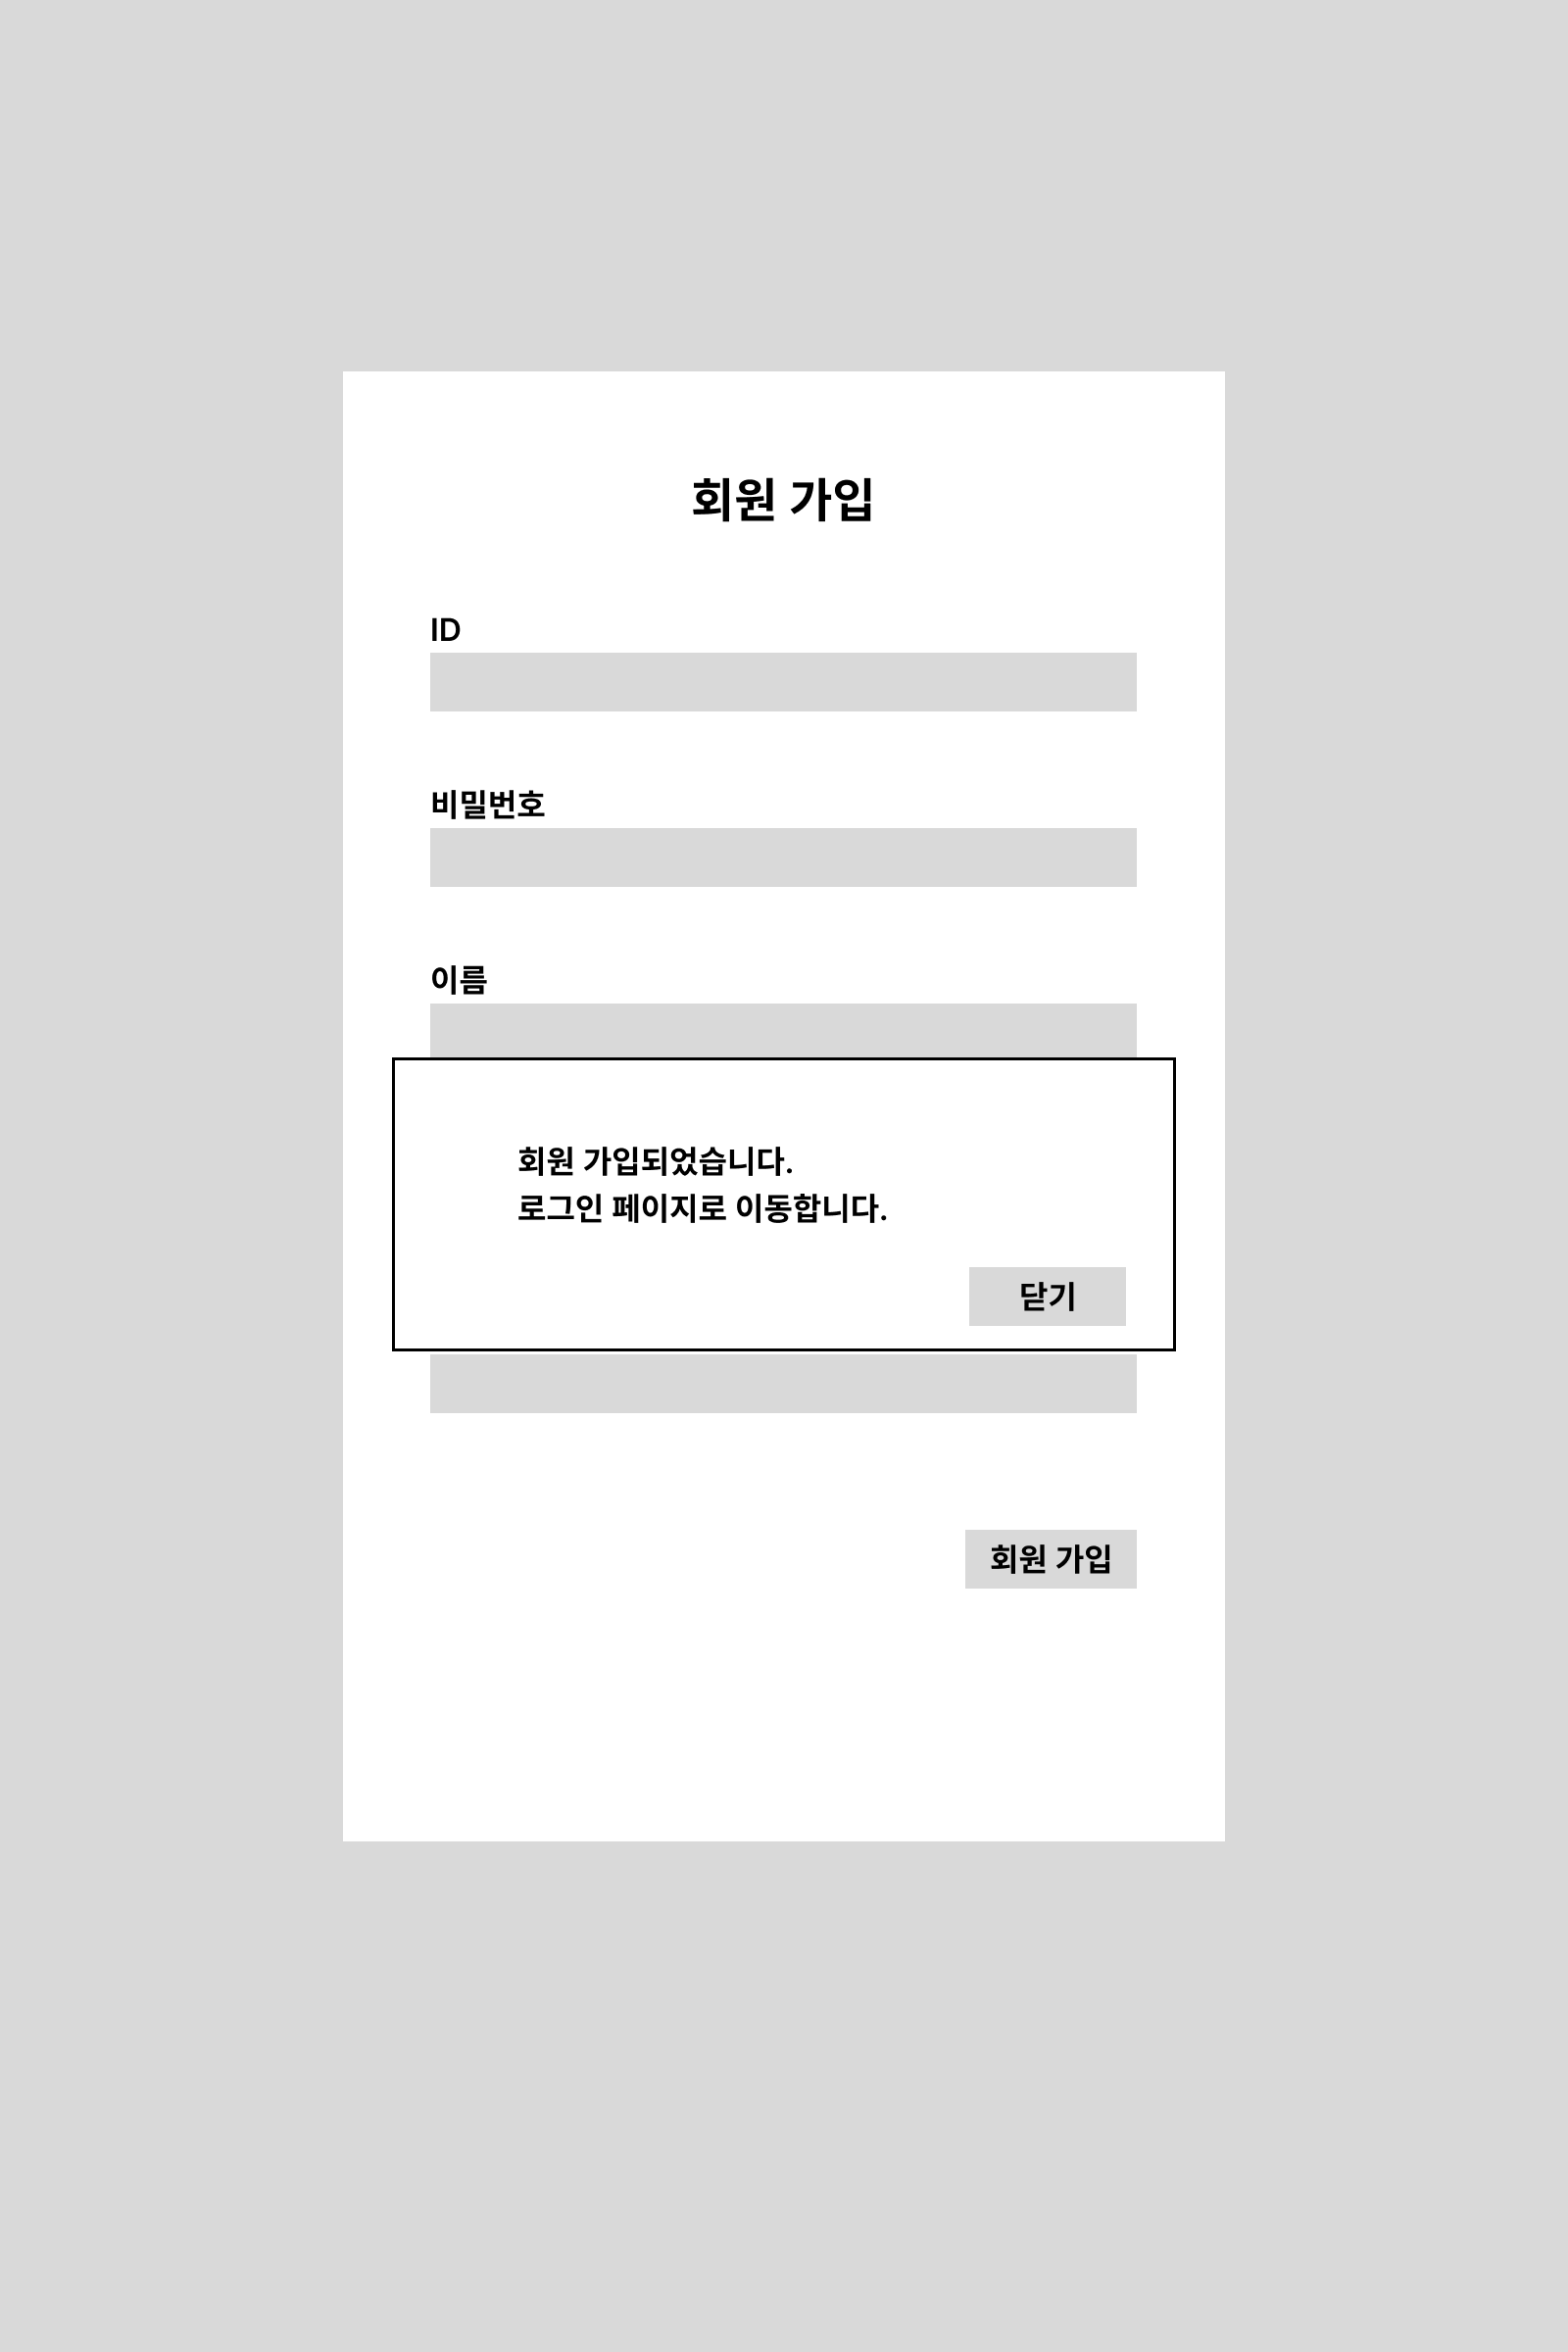 회원 가입
ID
비밀번호
이름
회원 가입되었습니다.
로그인 페이지로 이동합니다.
닫기
회원 가입